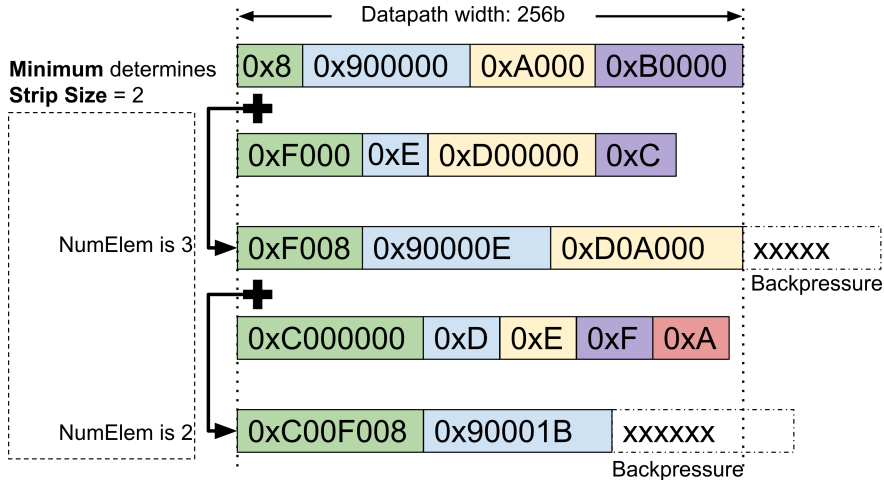 Datapath width: 256b
0x8 0x900000 0xA000 0xB0000
Minimum determines
Strip Size = 2
0xF000 0xE 0xD00000 0xC
NumElem is 3 0xF008 0x90000E 0xD0A000 xxxxx
Backpressure
0xC000000 0xD 0xE 0xF 0xA
NumElem is 2 0xC00F008 0x90001B xxxxxx
Backpressure